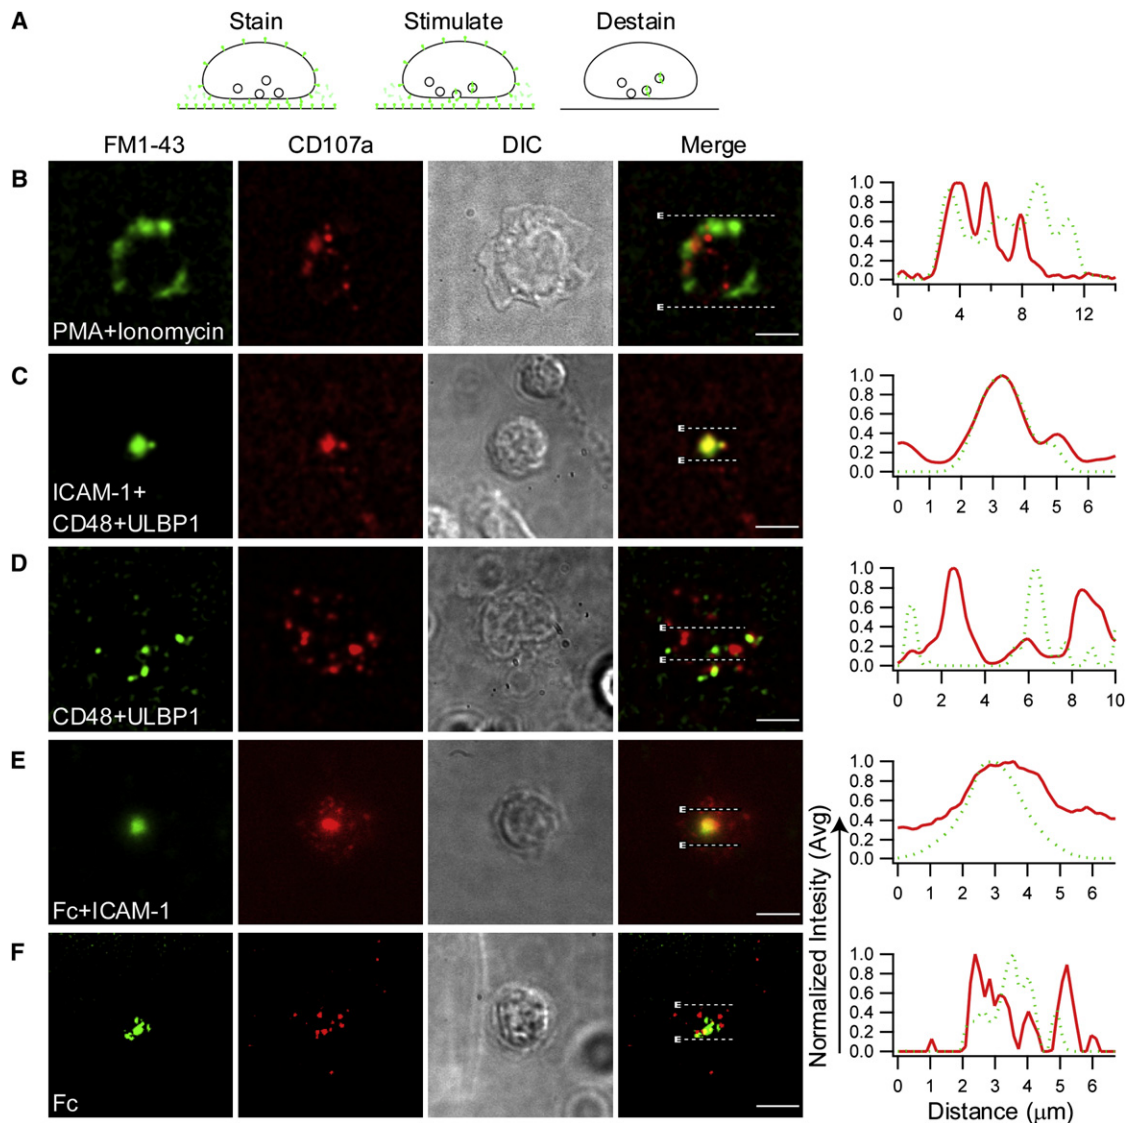 A
Stain Stimulate Destain
FM1-43 CD107a DIC Merge
B
PMA+Ionomycin
E
E
1.0
0.8
0.6
0.4
0.2
0.0
0 4 8 12
C
ICAM-1+
CD48+ULBP1
E
E
1.0
0.8
0.6
0.4
0.2
0.0
0 1 2 3 4 5 6
D
CD48+ULBP1
E
E
1.0
0.8
0.6
0.4
0.2
0.0
0 2 4 6 8 10
E
Fc+ICAM-1
E
E
1.0
0.8
0.6
0.4
0.2
0.0
0 1 2 3 4 5 6
F
Fc
E
E
1.0
0.8
0.6
0.4
0.2
0.0
0 1 2 3 4 5 6
Normalized Intesity (Avg)
Distance (μm)